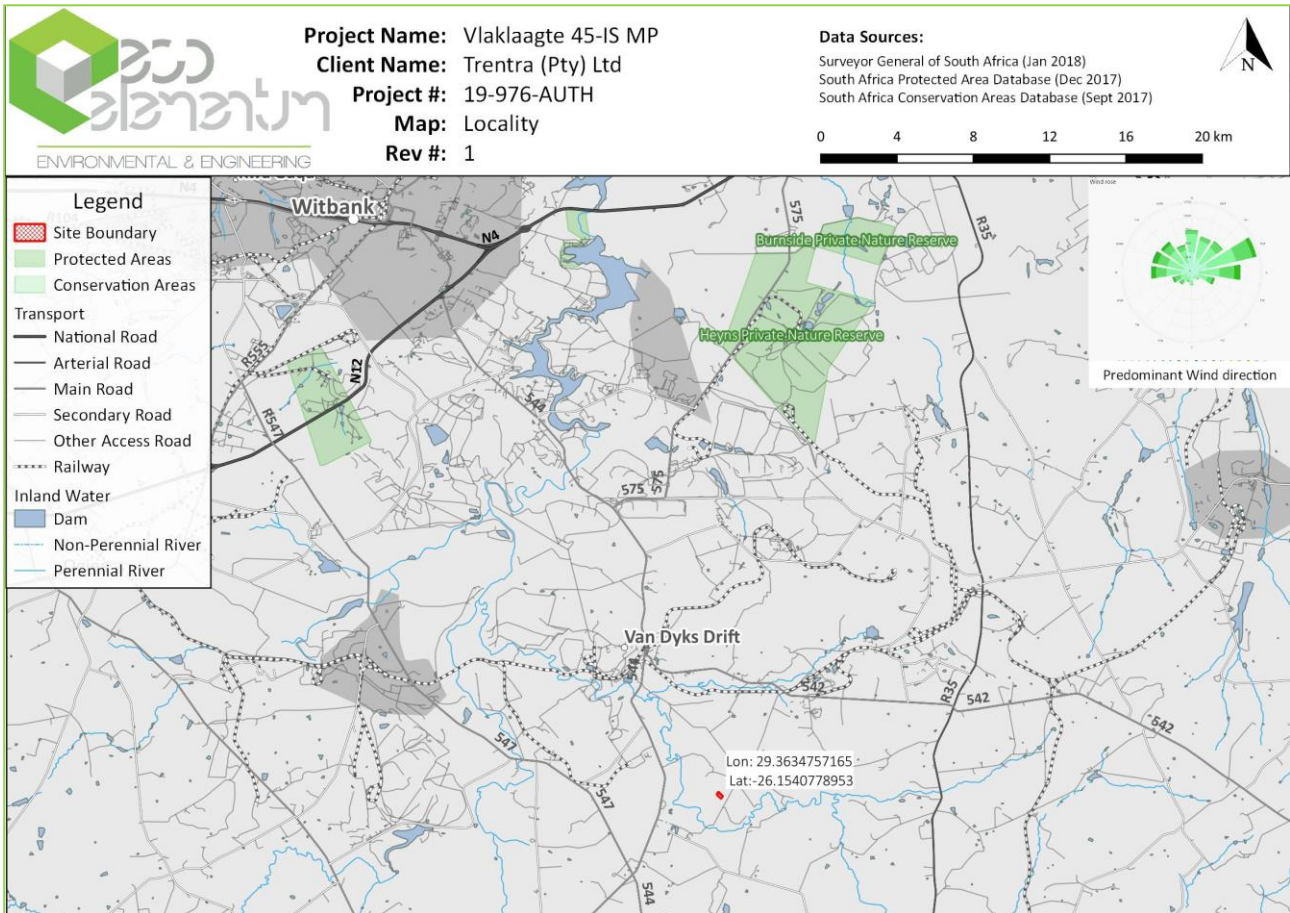 eco
elementum
ENVIRONMENTAL & ENGINEERING
Project Name: Vlaklaagte 45-IS MP
Client Name: Trentra (Pty) Ltd
Project #: 19-976-AUTH
Map: Locality
Rev #: 1
Data Sources:
Surveyor General of South Africa (Jan 2018)
South Africa Protected Area Database (Dec 2017)
South Africa Conservation Areas Database (Sept 2017)
N
0 4 8 12 16 20 km
Legend
Site Boundary
Protected Areas
Conservation Areas
Transport
National Road
Arterial Road
Main Road
Secondary Road
Other Access Road
Railway
Inland Water
Dam
Non-Perennial River
Perennial River
N4
R104
Witbank
N4
575
R35
Burnside Private Nature Reserve
Heyns Private Nature Reserve
Wind rose
Predominant Wind direction
R555
N12
R547
544
575
575
Van Dyks Drift
544
542
R35
542
542
547
547
544
Lon: 29.3634757165
Lat:-26.1540778953